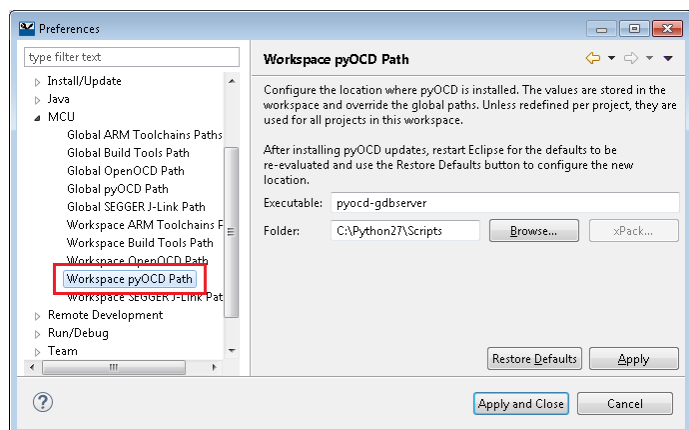 Preferences
type filter text
Install/Update
Java
MCU
Global ARM Toolchains Paths
Global Build Tools Path
Global OpenOCD Path
Global pyOCD Path
Global SEGGER J-Link Path
Workspace ARM Toolchains F
Workspace Build Tools Path
Workspace OpenOCD Path
Workspace pyOCD Path
Workspace SEGGER J-Link Pat
Remote Development
Run/Debug
Team
Workspace pyOCD Path
Configure the location where pyOCD is installed. The values are stored in the
workspace and override the global paths. Unless redefined per project, they are
used for all projects in this workspace.
After installing pyOCD updates, restart Eclipse for the defaults to be
re-evaluated and use the Restore Defaults button to configure the new
location.
Executable: pyocd-gdbserver
Folder: C:\Python27\Scripts Browse... xPack...
Restore Defaults Apply
? Apply and Close Cancel